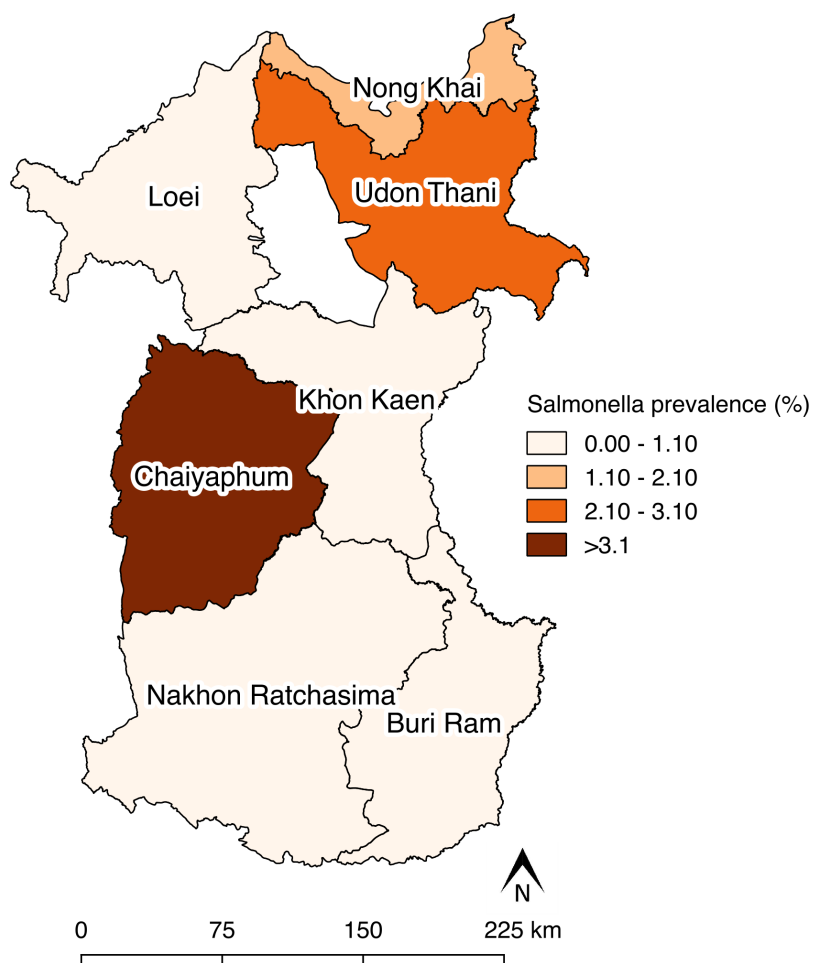 Nong Khai
Loei
Udon Thani
Khon Kaen
Salmonella prevalence (%)
0.00 - 1.10
1.10 - 2.10
Chaiyaphum
2.10 - 3.10
>3.1
Nakhon Ratchasima
Buri Ram
N
0 75 150 225 km